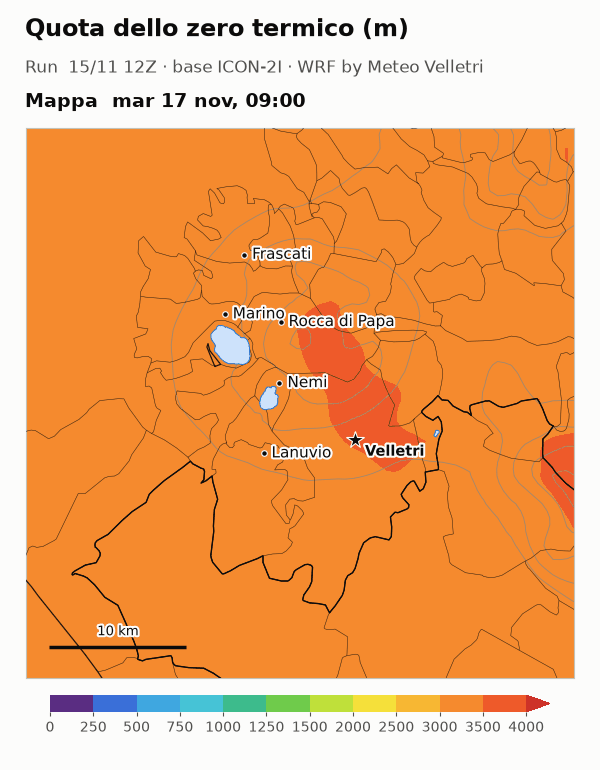 Quota dello zero termico (m)
Run  15/11 12Z · base ICON-2I · WRF by Meteo Velletri
Mappa  mar 17 nov, 09:00
Frascati
Marino
Rocca di Papa
Nemi
Velletri
Lanuvio
10 km
0 250 500 750 1000 1250 1500 2000 2500 3000 3500 4000